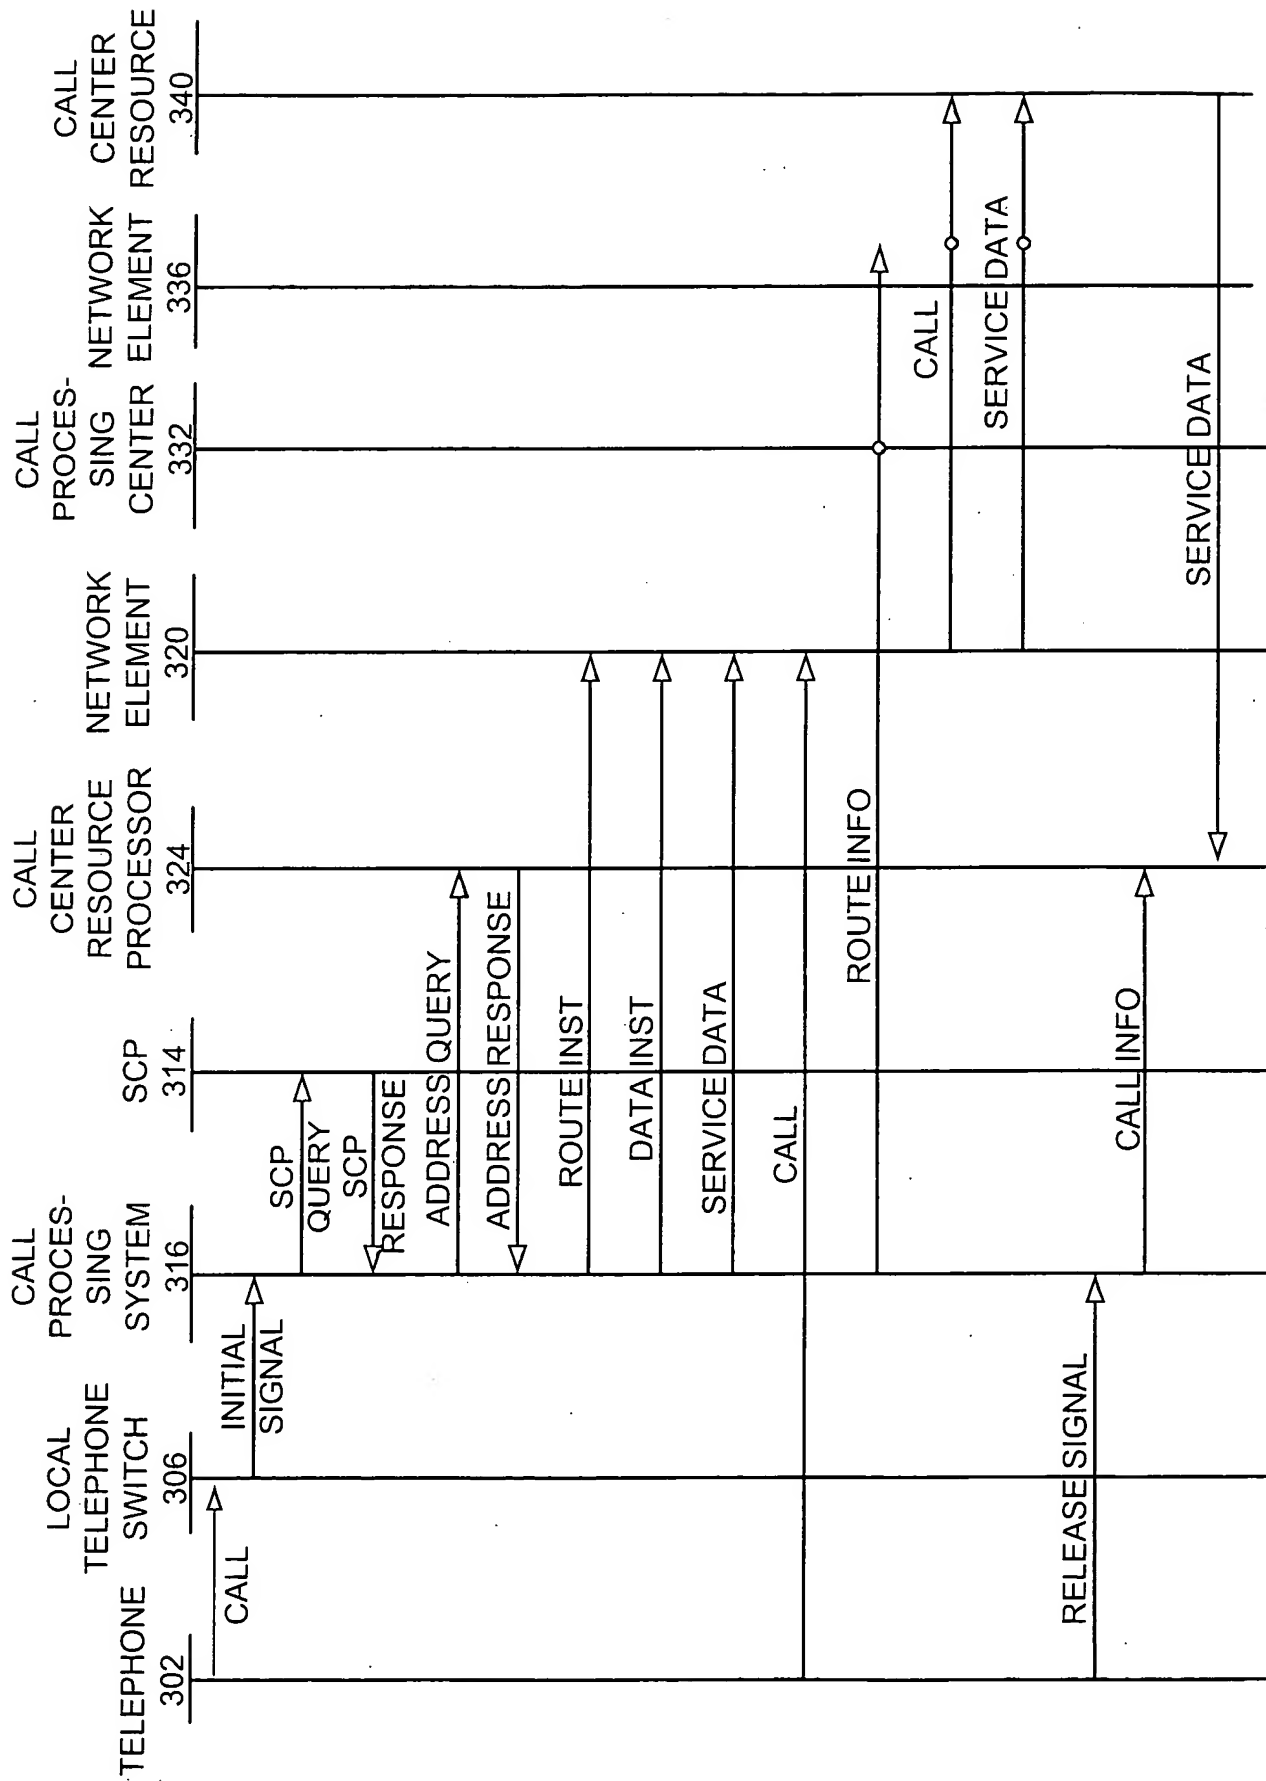 TELEPHONE
302
LOCAL
TELEPHONE
SWITCH
306
CALL
PROCES-
SING
SYSTEM
316
SCP
314
CALL
CENTER
RESOURCE
PROCESSOR
324
NETWORK
ELEMENT
320
CALL
PROCES-
SING
CENTER
332
NETWORK
ELEMENT
336
CALL
CENTER
RESOURCE
340
CALL
INITIAL
SIGNAL
SCP
QUERY
SCP
RESPONSE
ADDRESS QUERY
ADDRESS RESPONSE
ROUTE INST
DATA INST
SERVICE DATA
CALL
ROUTE INFO
CALL
SERVICE DATA
RELEASE SIGNAL
CALL INFO
SERVICE DATA